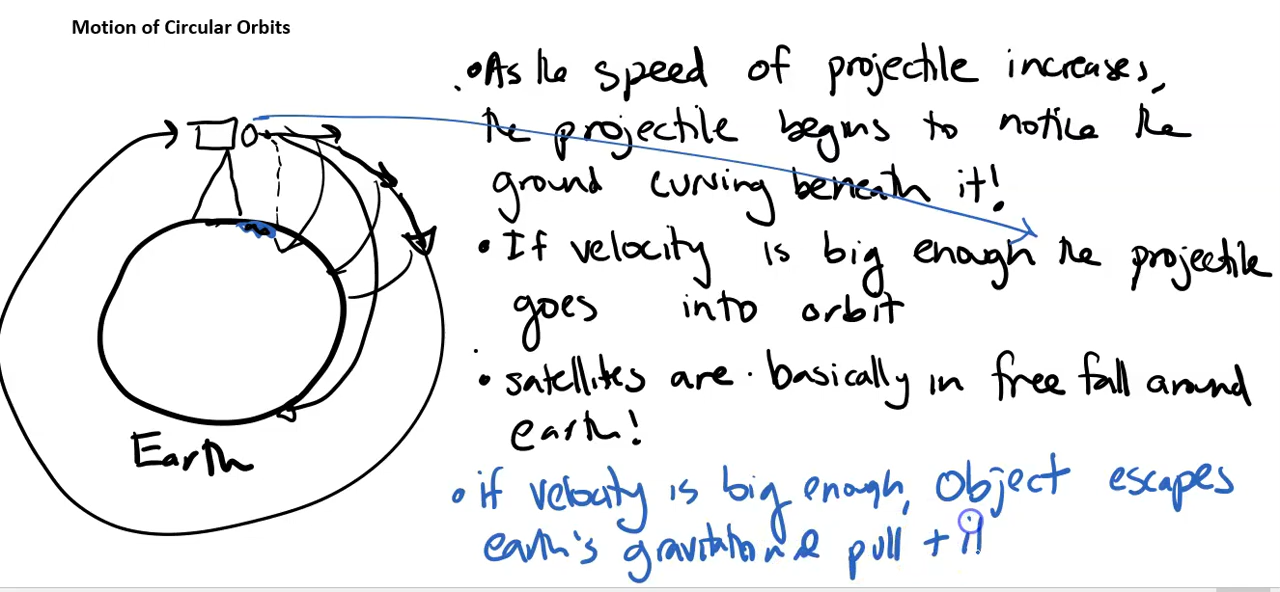 Motion of Circular Orbits
• As the speed of projectile increases,
the projectile begins to notice the
ground curving beneath it!
• If velocity is big enough the projectile
goes into orbit
• satellites are basically in free fall around
earth!
Earth
• if velocity is big enough, object escapes
earth's gravitational pull + it